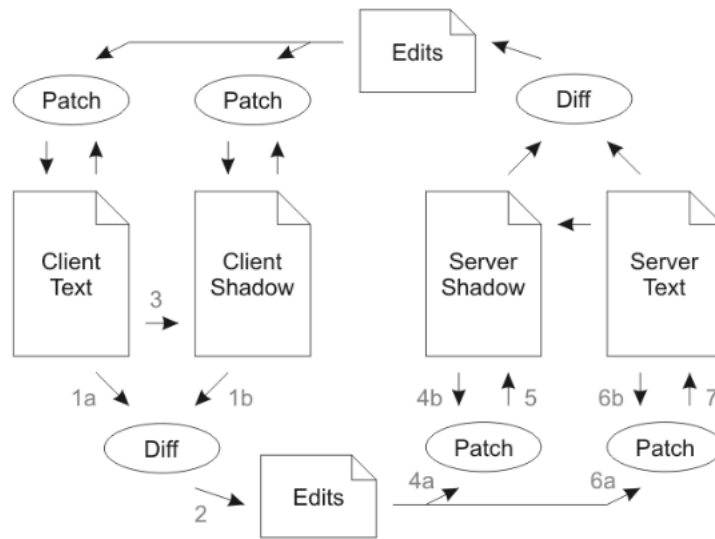 Edits
Patch
Patch
Diff
Client
Text
Client
Shadow
Server
Shadow
Server
Text
3
1a
1b
4b
5
6b
7
Diff
Patch
Patch
2
Edits
4a
6a